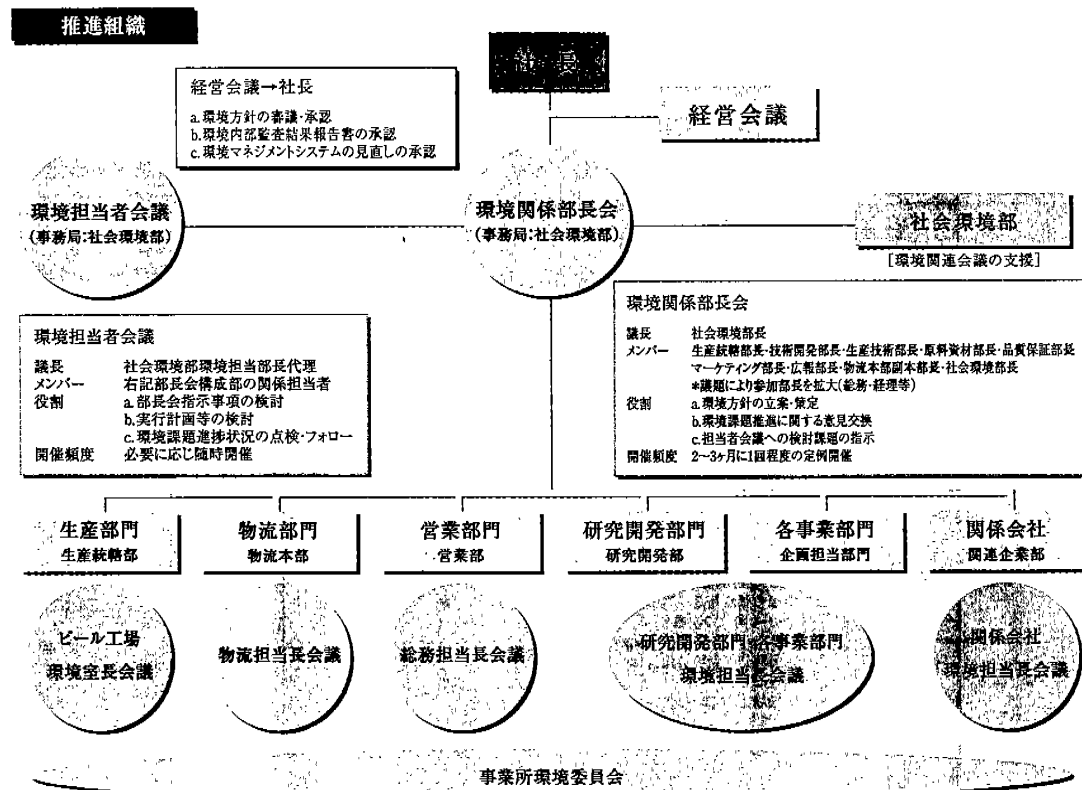 推進組織
社長
経営会議→社長
a.環境方針の審議・承認
b.環境内部監査結果報告書の承認
c.環境マネジメントシステムの見直しの承認
経営会議
環境担当者会議
(事務局:社会環境部)
環境関係部長会
(事務局:社会環境部)
社会環境部
[環境関連会議の支援]
環境担当者会議
議長 社会環境部環境担当部長代理
メンバー 右記部長会構成部の関係担当者
役割 a.部長会指示事項の検討
b.実行計画等の検討
c.環境課題進捗状況の点検・フォロー
開催頻度 必要に応じ随時開催
環境関係部長会
議長 社会環境部長
メンバー 生産統轄部長・技術開発部長・生産技術部長・原料資材部長・品質保証部長
マーケティング部長・広報部長・物流本部副本部長・社会環境部長
*議題により参加部長を拡大(総務・経理等)
役割 a.環境方針の立案・策定
b.環境課題推進に関する意見交換
c.担当者会議への検討課題の指示
開催頻度 2〜3ヶ月に1回程度の定例開催
生産部門
生産統轄部
物流部門
物流本部
営業部門
営業部
研究開発部門
研究開発部
各事業部門
企画担当部門
関係会社
関連企業部
ビール工場
環境室長会議
物流担当長会議
総務担当長会議
研究開発部門・各事業部門
環境担当長会議
関係会社
環境担当長会議
事業所環境委員会